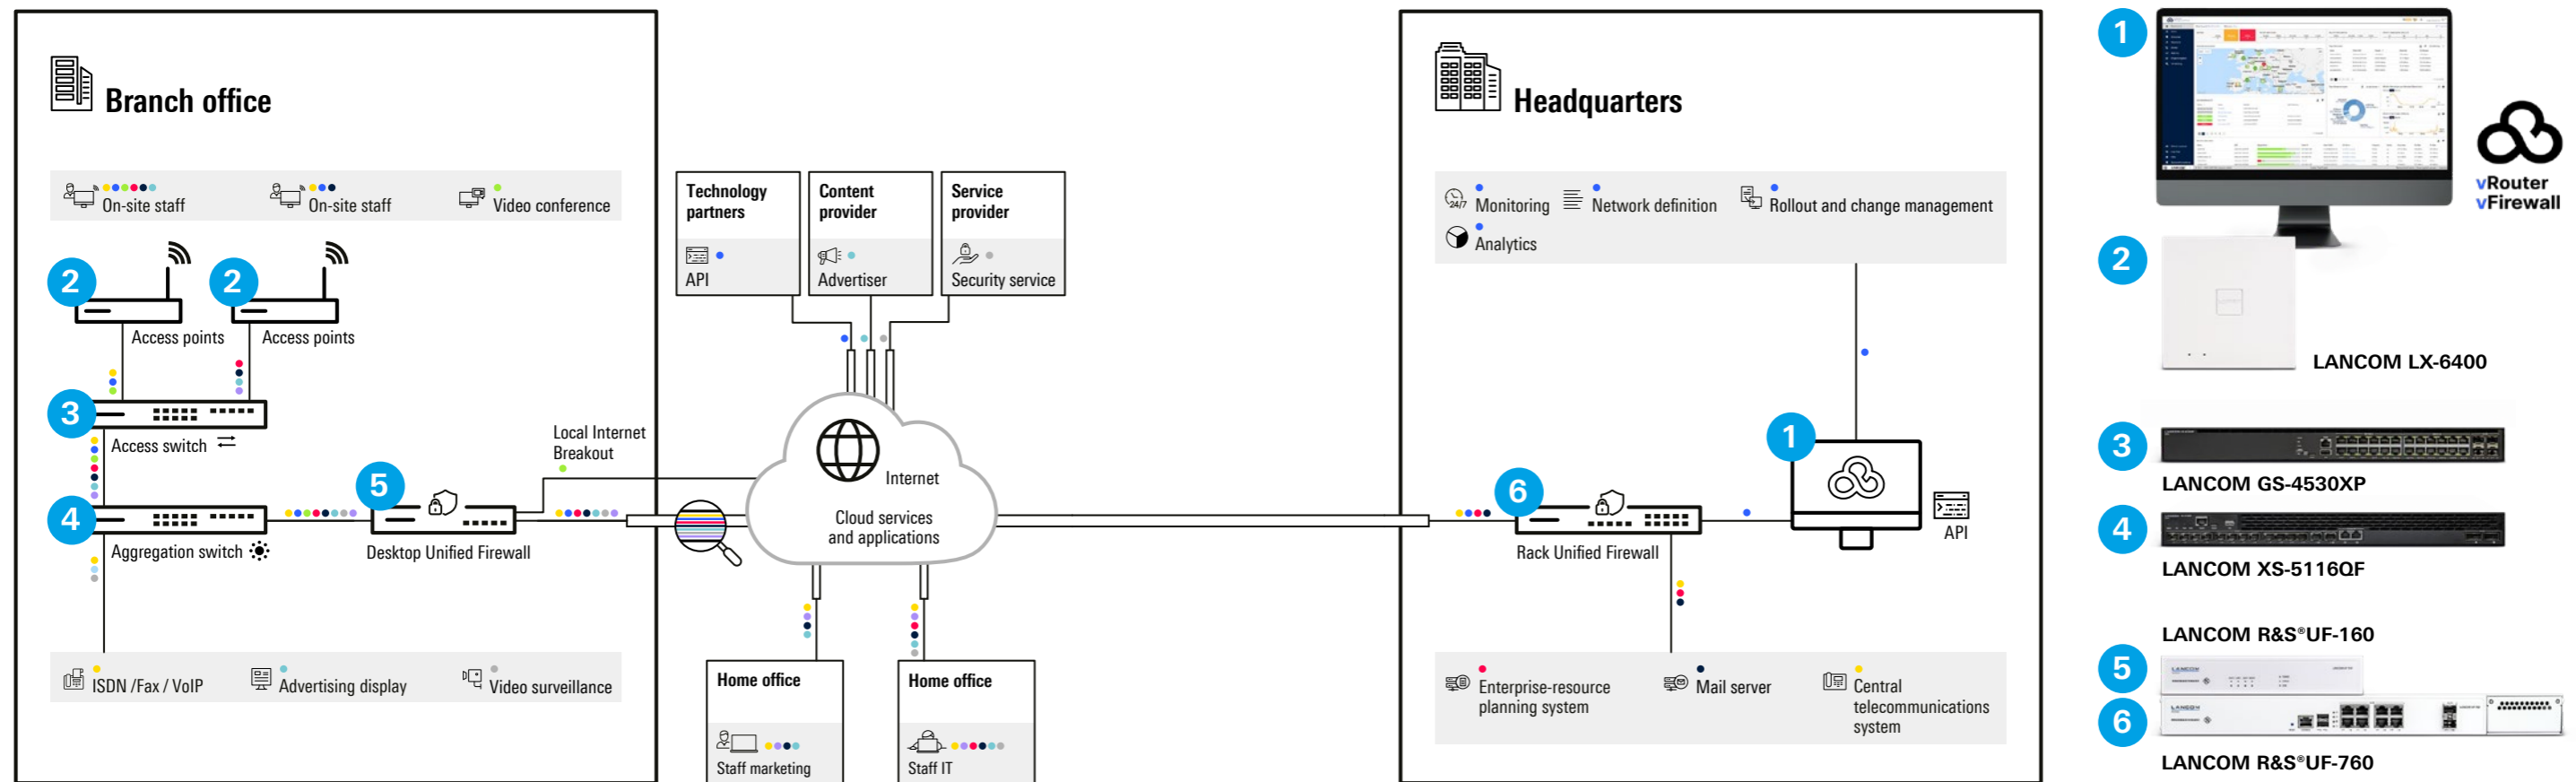 Branch office
On-site staff
On-site staff
Video conference
2
2
Access points
Access points
3
Access switch
4
Aggregation switch
5
Desktop Unified Firewall
Local Internet
Breakout
ISDN /Fax / VoIP
Advertising display
Video surveillance
Technology
partners
API
Content
provider
Advertiser
Service
provider
Security service
Internet
Cloud services
and applications
Home office
Staff marketing
Home office
Staff IT
Headquarters
24/7
Monitoring
Network definition
Rollout and change management
Analytics
1
6
Rack Unified Firewall
API
Enterprise-resource
planning system
Mail server
Central
telecommunications
system
1
vRouter
vFirewall
2
LANCOM LX-6400
3
LANCOM GS-4530XP
4
LANCOM XS-5116QF
LANCOM R&S®UF-160
5
LANCOM
6
LANCOM
LANCOM R&S®UF-760